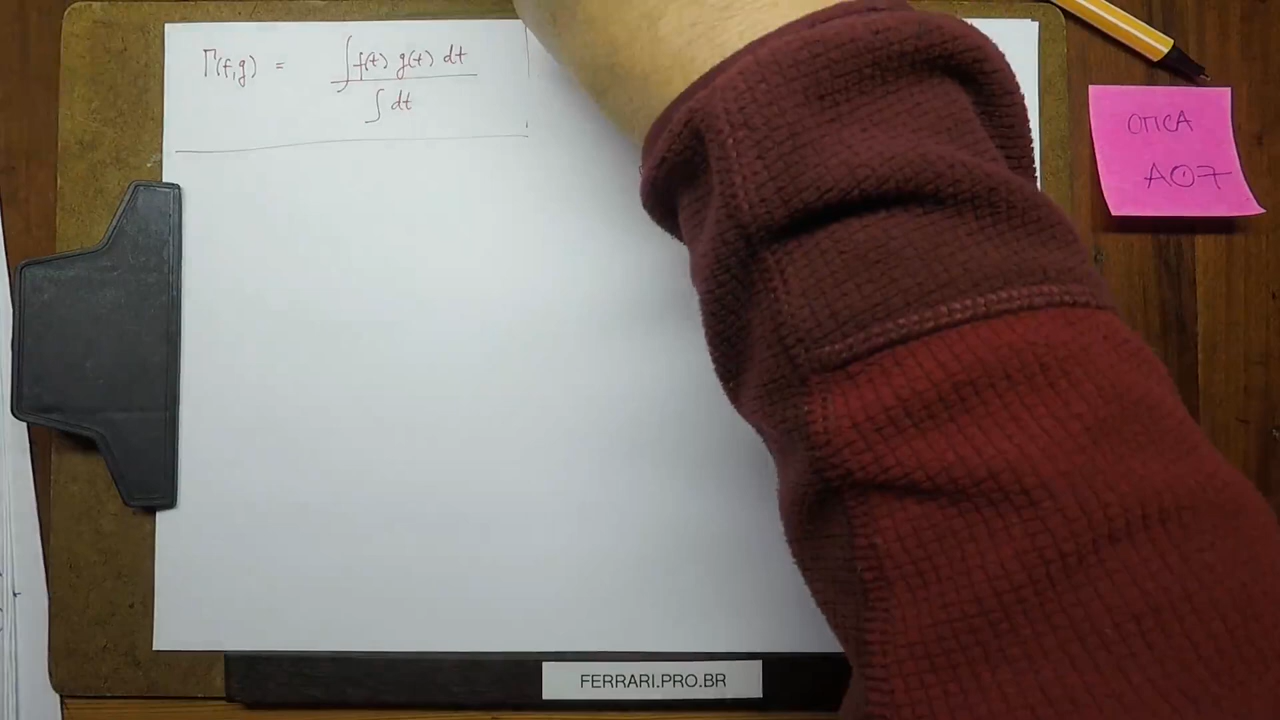 Γ(f,g) = ∫f(t) g(t) dt
∫ dt
OTICA
A07
FERRARI.PRO.BR